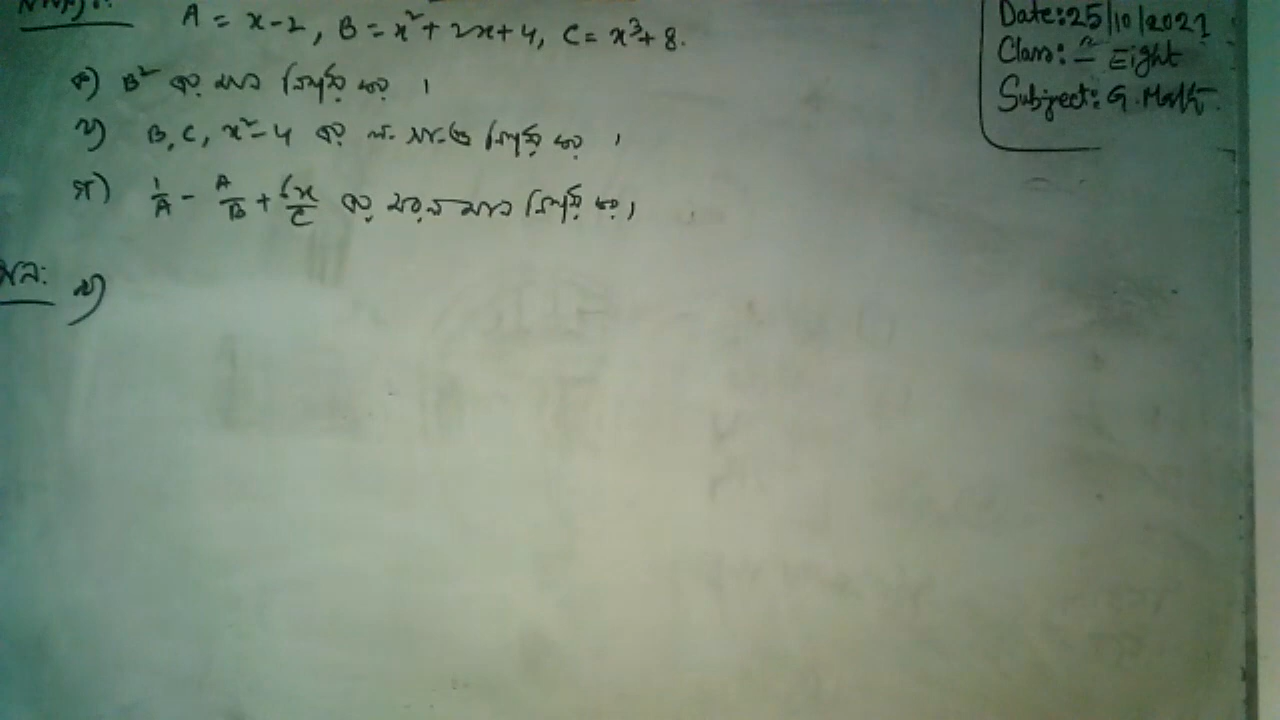 A = x-2, B = x²+2x+4, C = x³+8.
ক) B² এর মান নির্ণয় কর ।
খ) B, C, x²-4 এর ল.সা.গু নির্ণয় কর ।
গ) 1/A - A/B + 6x/C এর সরল মান নির্ণয় কর ।
খ)
Date: 25/10/2021
Class: Eight
Subject: G. Math.